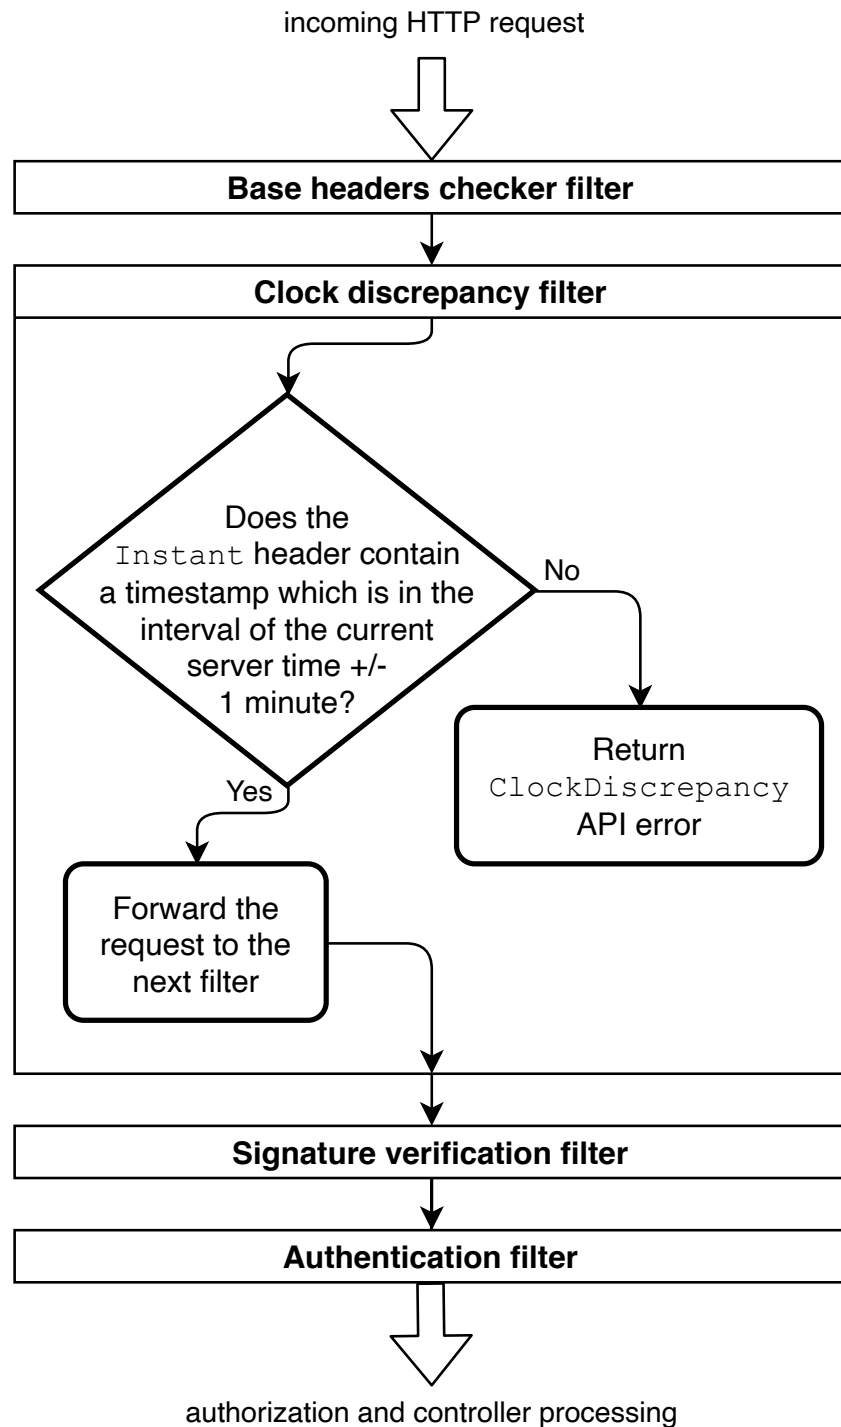 incoming HTTP request
Base headers checker filter
Clock discrepancy filter
Does the
Instant header contain
a timestamp which is in the
interval of the current
server time +/-
1 minute?
No
Return
ClockDiscrepancy
API error
Yes
Forward the
request to the
next filter
Signature verification filter
Authentication filter
authorization and controller processing